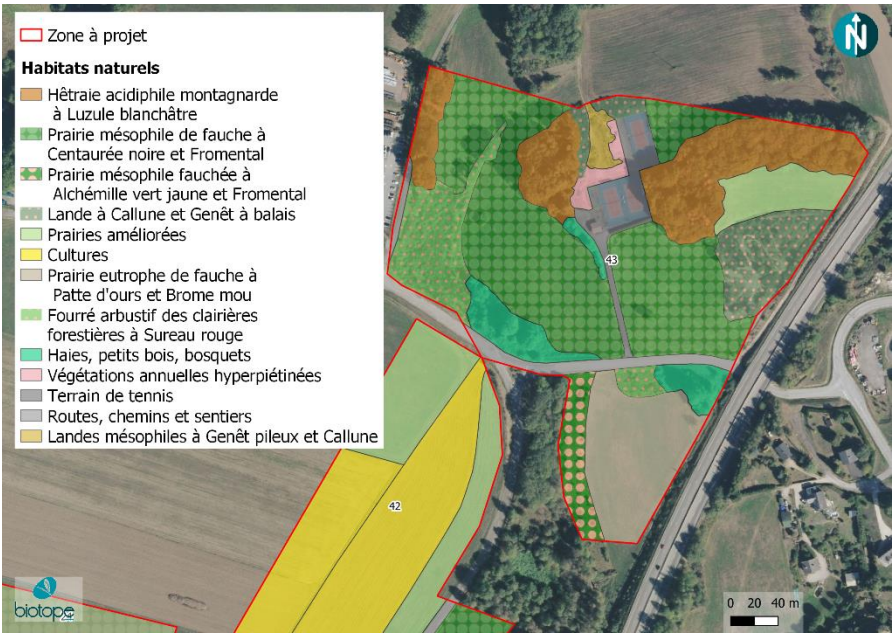 Zone à projet
Habitats naturels
Hêtraie acidiphile montagnarde
à Luzule blanchâtre
Prairie mésophile de fauche à
Centaurée noire et Fromental
Prairie mésophile fauchée à
Alchémille vert jaune et Fromental
Lande à Callune et Genêt à balais
Prairies améliorées
Cultures
Prairie eutrophe de fauche à
Patte d'ours et Brome mou
Fourré arbustif des clairières
forestières à Sureau rouge
Haies, petits bois, bosquets
Végétations annuelles hyperpiétinées
Terrain de tennis
Routes, chemins et sentiers
Landes mésophiles à Genêt pileux et Callune
N
43
42
biotope
0 20 40 m